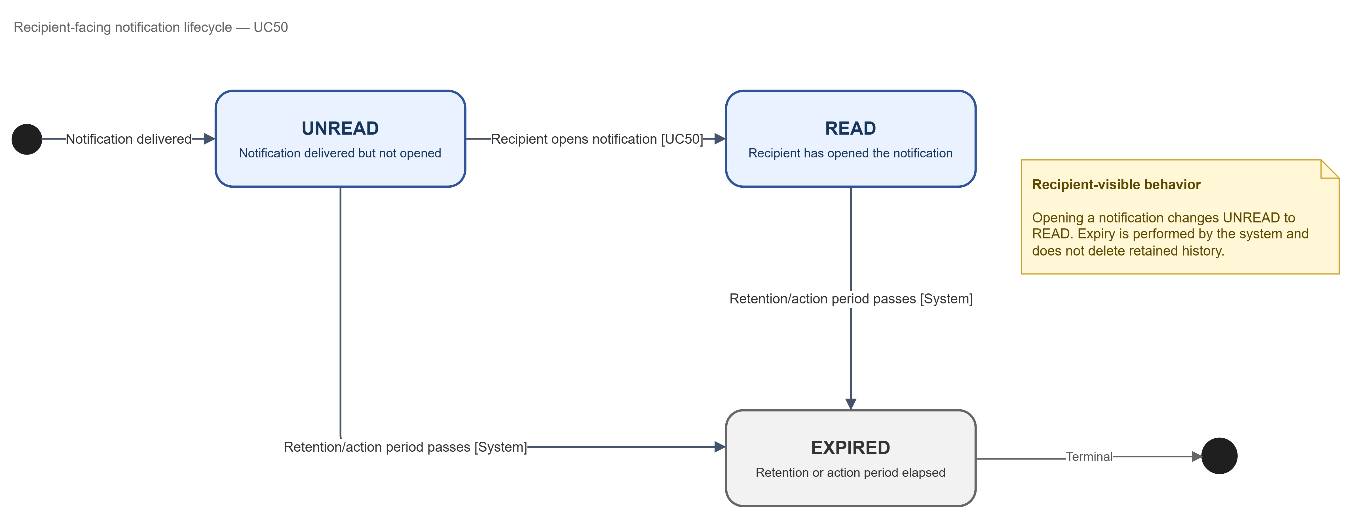 Recipient-facing notification lifecycle — UC50
Notification delivered
UNREAD
Notification delivered but not opened
Recipient opens notification [UC50]
READ
Recipient has opened the notification
Recipient-visible behavior
Opening a notification changes UNREAD to
READ. Expiry is performed by the system and
does not delete retained history.
Retention/action period passes [System]
Retention/action period passes [System]
EXPIRED
Retention or action period elapsed
Terminal